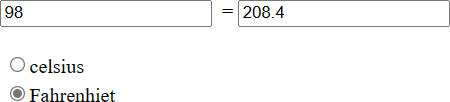 98 = 208.4
celsius
Fahrenhiet